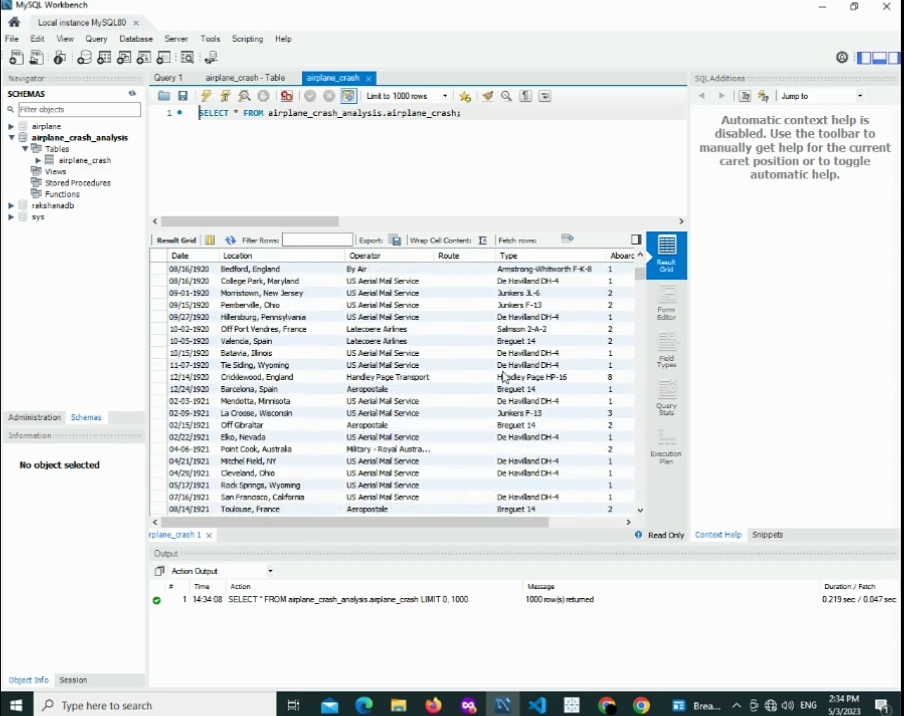 MySQL Workbench
Local instance MySQL80 ×
File Edit View Query Database Server Tools Scripting Help
Navigator
SCHEMAS
Filter objects
airplane
airplane_crash_analysis
Tables
airplane_crash
Views
Stored Procedures
Functions
rakshanadb
sys
Administration Schemas
Information
No object selected
Object Info Session
Query 1 airplane_crash - Table airplane_crash ×
Limit to 1000 rows
1 SELECT * FROM airplane_crash_analysis.airplane_crash;
Result Grid Filter Rows: Export: Wrap Cell Content: Fetch rows:
Date Location Operator Route Type Aboard
08/16/1920 Bedford, England By Air Armstrong-Whitworth F-K-8 1
08/16/1920 College Park, Maryland US Aerial Mail Service De Havilland DH-4 1
09-01-1920 Morristown, New Jersey US Aerial Mail Service Junkers JL-6 2
09/15/1920 Pemberville, Ohio US Aerial Mail Service Junkers F-13 2
09/27/1920 Hillersburg, Pennsylvania US Aerial Mail Service De Havilland DH-4 1
10-02-1920 Off Port Vendres, France Latecoere Airlines Salmson 2-A-2 2
10-05-1920 Valencia, Spain Latecoere Airlines Breguet 14 2
10/15/1920 Batavia, Illinois US Aerial Mail Service De Havilland DH-4 1
11-07-1920 Tie Siding, Wyoming US Aerial Mail Service De Havilland DH-4 1
12/14/1920 Cricklewood, England Handley Page Transport Handley Page HP-16 8
12/24/1920 Barcelona, Spain Aeropostale Breguet 14 2
02-03-1921 Mendotta, Minnisota US Aerial Mail Service De Havilland DH-4 1
02-09-1921 La Crosse, Wisconsin US Aerial Mail Service Junkers F-13 3
02/15/1921 Off Gibraltar Aeropostale Breguet 14 2
02/22/1921 Elko, Nevada US Aerial Mail Service De Havilland DH-4 1
04-06-1921 Point Cook, Australia Military - Royal Austra... 2
04/21/1921 Mitchel Field, NY US Aerial Mail Service De Havilland DH-4 1
04/29/1921 Cleveland, Ohio US Aerial Mail Service De Havilland DH-4 1
05/17/1921 Rock Springs, Wyoming US Aerial Mail Service 1
07/16/1921 San Francisco, California US Aerial Mail Service De Havilland DH-4 1
08/14/1921 Toulouse, France Aeropostale Breguet 14 2
Result Grid
Form Editor
Field Types
Query Stats
Execution Plan
rplane_crash 1 × Read Only
SQL Additions
Jump to
Automatic context help is
disabled. Use the toolbar to
manually get help for the current
caret position or to toggle
automatic help.
Context Help Snippets
Output
Action Output
# Time Action Message Duration / Fetch
1 14:34:08 SELECT * FROM airplane_crash_analysis.airplane_crash LIMIT 0, 1000 1000 row(s) returned 0.219 sec / 0.047 sec
Type here to search Brea... ENG 2:34 PM
5/3/2023